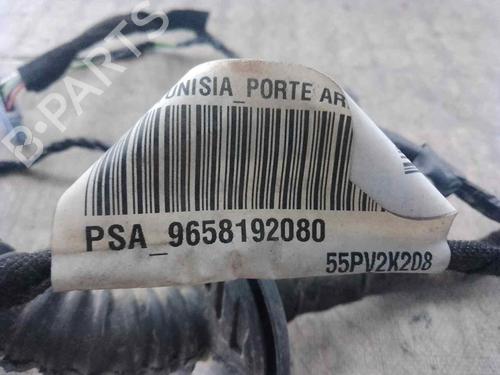 UNISIA_PORTE AR
PSA_9658192080
55PV2K208
B-PARTS